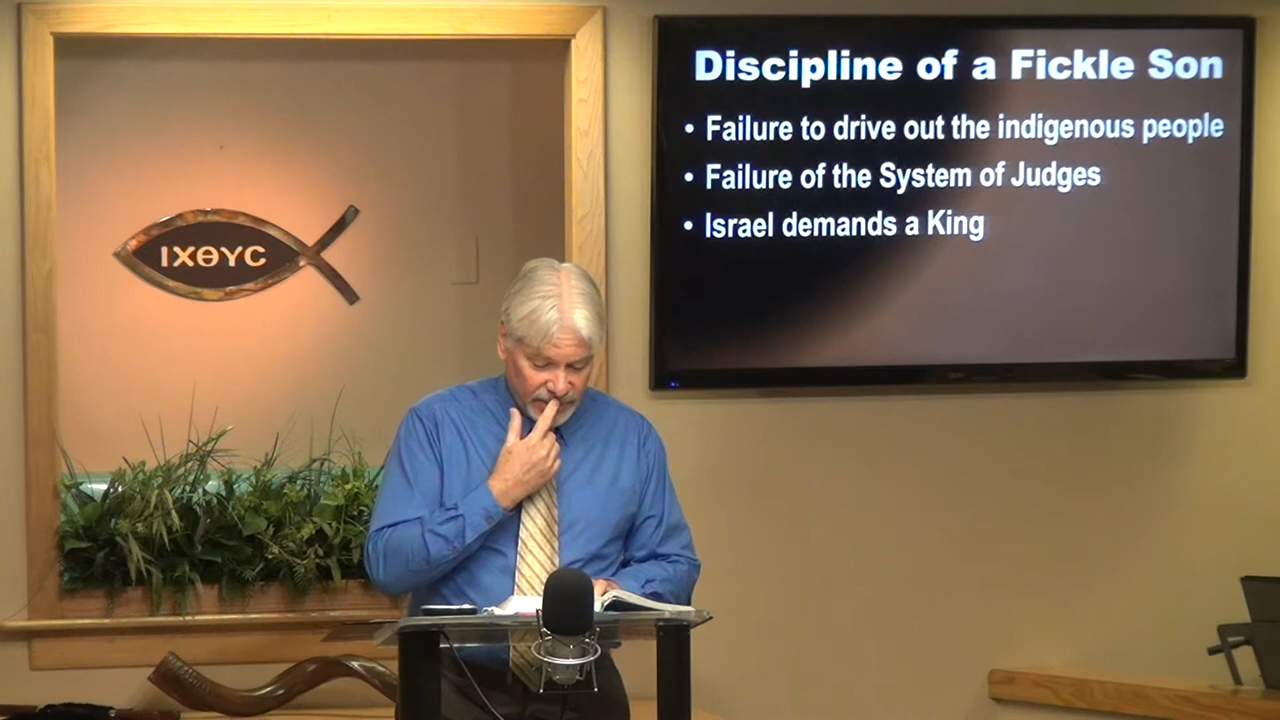 ΙΧΘΥϹ
Discipline of a Fickle Son
• Failure to drive out the indigenous people
• Failure of the System of Judges
• Israel demands a King